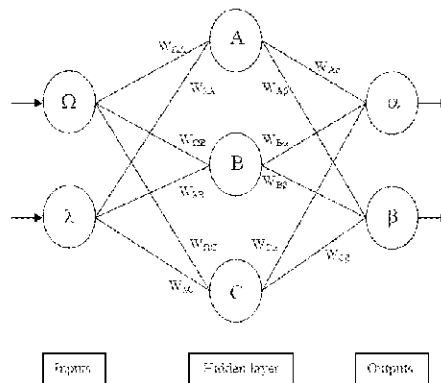 A
W_ΩA
W_Aα
W_λA
W_Aβ
Ω
α
W_ΩB
W_Bα
B
W_λB
W_Bβ
λ
β
W_ΩC
W_Cα
W_λC
W_Cβ
C
Inputs
Hidden layer
Outputs